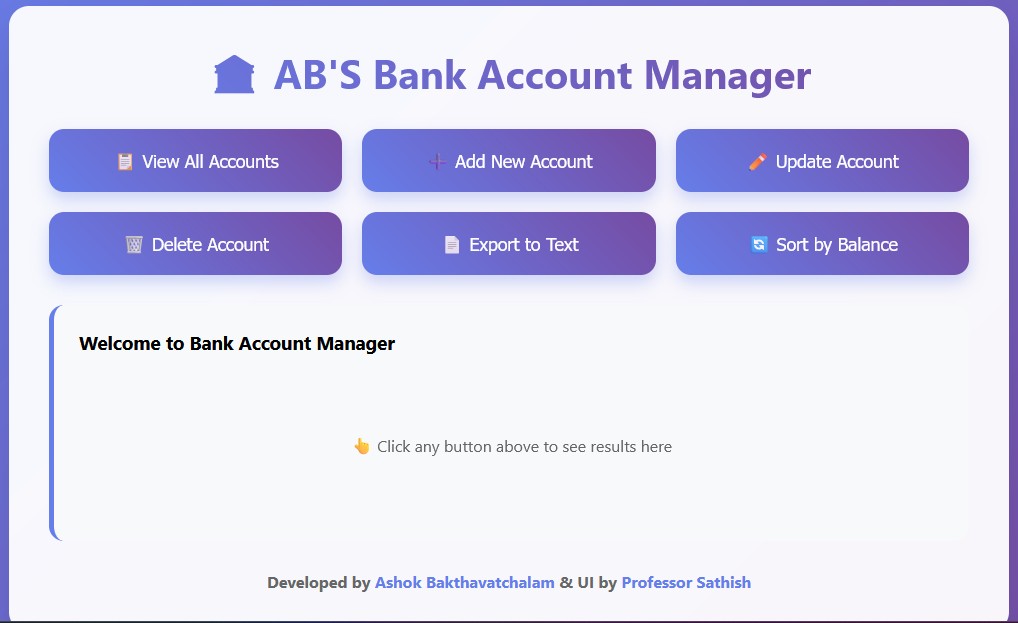 AB'S Bank Account Manager
View All Accounts
Add New Account
Update Account
Delete Account
Export to Text
Sort by Balance
Welcome to Bank Account Manager
Click any button above to see results here
Developed by Ashok Bakthavatchalam & UI by Professor Sathish